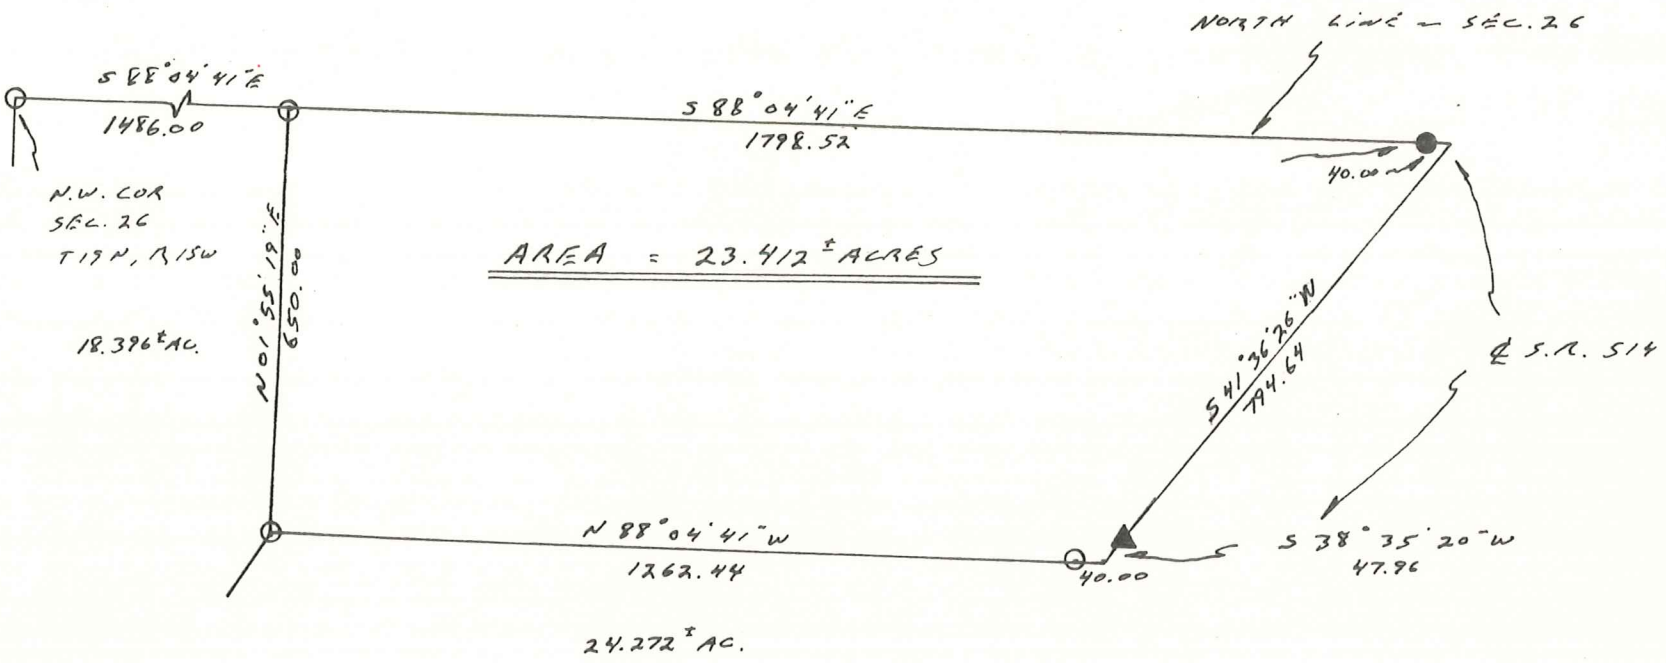 NORTH LINE – SEC. 26
S 88° 04' 41" E
1486.00
S 88° 04' 41" E
1798.52
40.00
N.W. COR
SEC. 26
T19N, R15W
AREA = 23.412 ± ACRES
N 01° 55' 19" E
650.00
18.396 ± AC.
S 41° 36' 26" W
794.64
℄ S.R. 514
N 88° 04' 41" W
1262.44
40.00
S 38° 35' 20" W
47.96
24.272 ± AC.